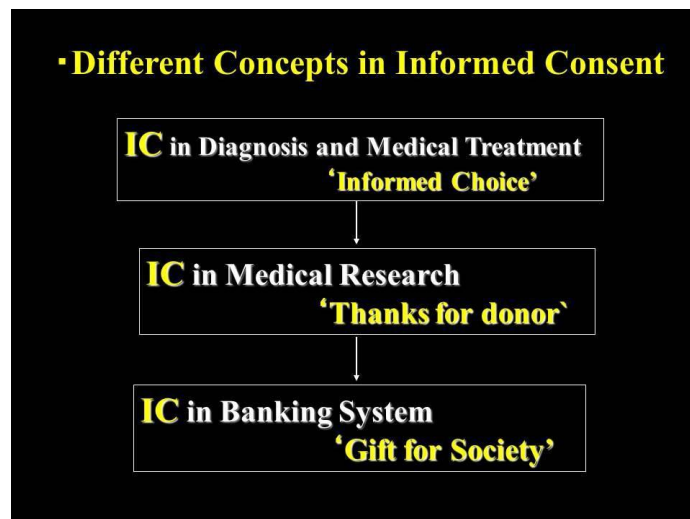 ・Different Concepts in Informed Consent
IC in Diagnosis and Medical Treatment
‘Informed Choice’
IC in Medical Research
‘Thanks for donor`
IC in Banking System
‘Gift for Society’